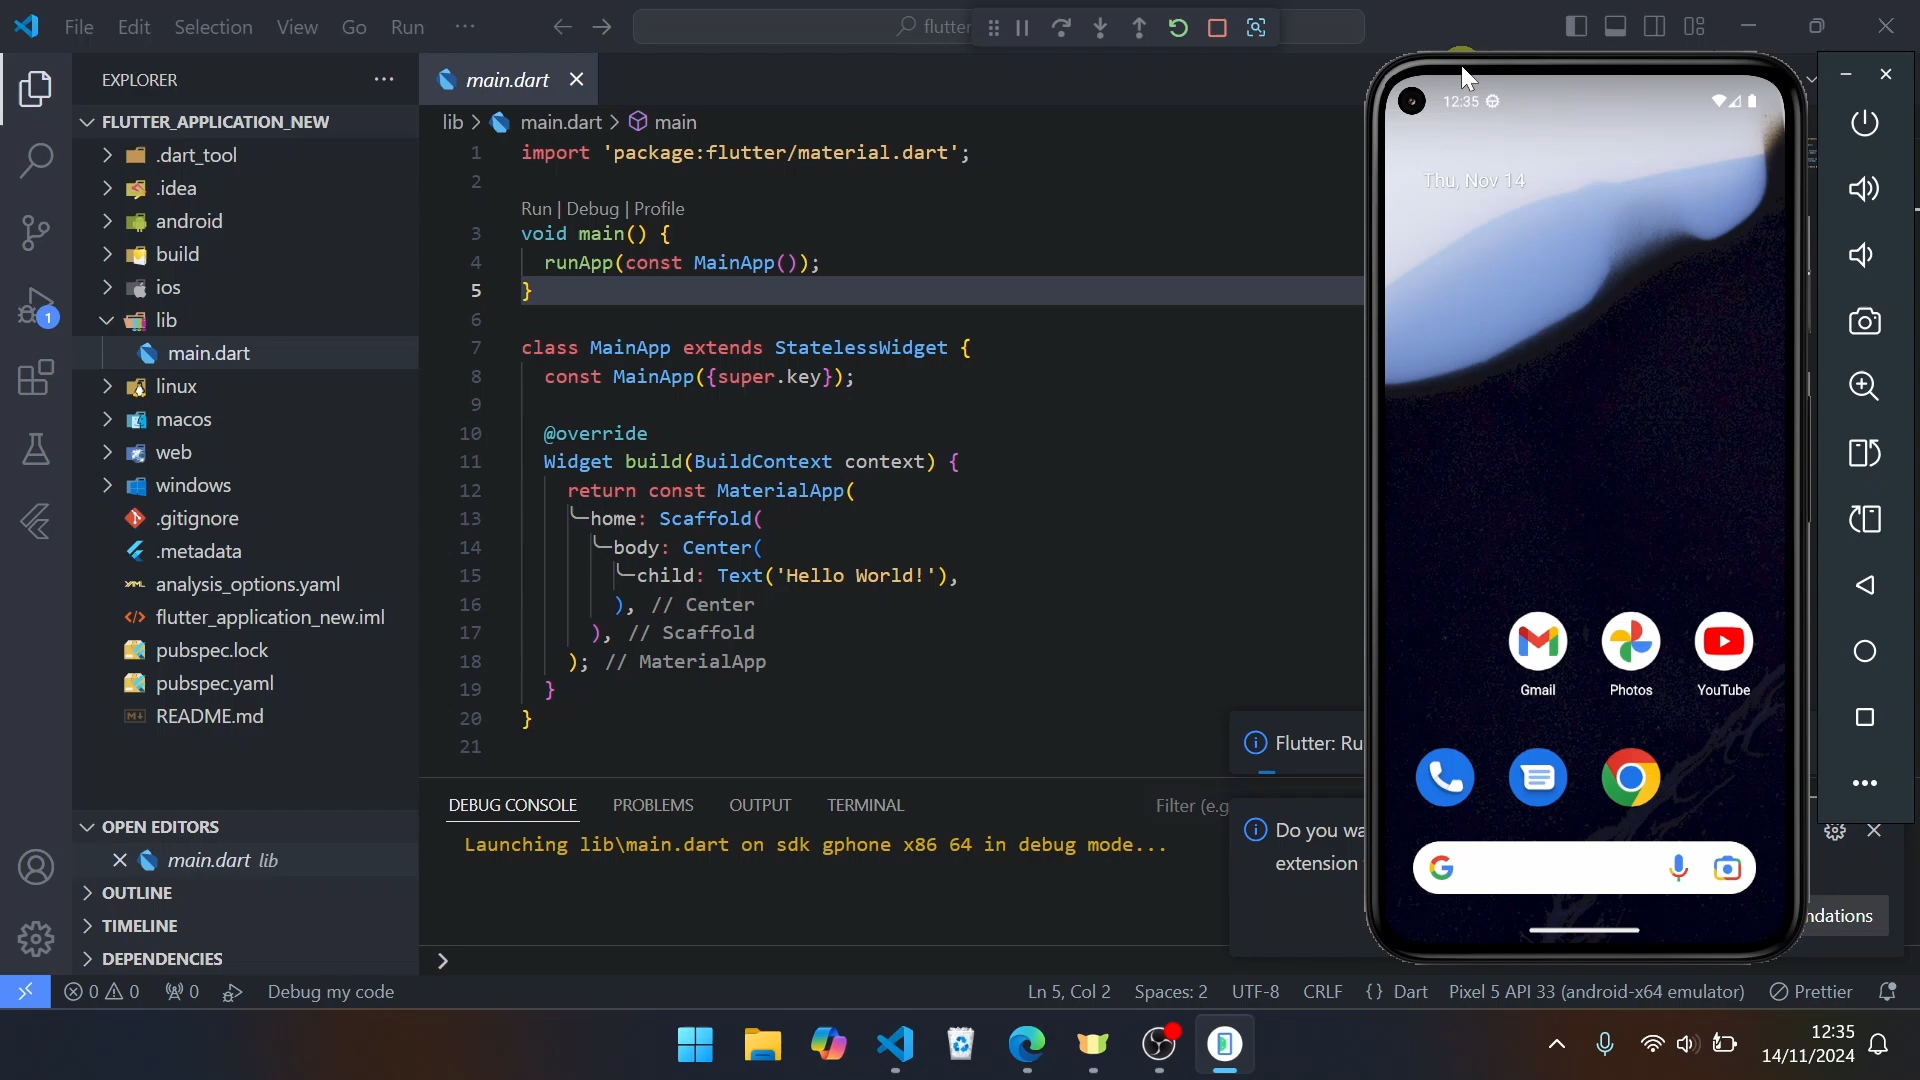 File Edit Selection View Go Run ···
flutter
EXPLORER
main.dart
FLUTTER_APPLICATION_NEW
.dart_tool
.idea
android
build
ios
lib
main.dart
linux
macos
web
windows
.gitignore
.metadata
analysis_options.yaml
flutter_application_new.iml
pubspec.lock
pubspec.yaml
README.md
OPEN EDITORS
main.dart lib
OUTLINE
TIMELINE
DEPENDENCIES
1
lib > main.dart > main
1 import 'package:flutter/material.dart';
2
Run | Debug | Profile
3 void main() {
4 runApp(const MainApp());
5 }
6
7 class MainApp extends StatelessWidget {
8 const MainApp({super.key});
9
10 @override
11 Widget build(BuildContext context) {
12 return const MaterialApp(
13 home: Scaffold(
14 body: Center(
15 child: Text('Hello World!'),
16 ), // Center
17 ), // Scaffold
18 ); // MaterialApp
19 }
20 }
21
DEBUG CONSOLE PROBLEMS OUTPUT TERMINAL
Filter (e.g
Launching lib\main.dart on sdk gphone x86 64 in debug mode...
Flutter: Ru
Do you wa
extension
ndations
12:35
Thu, Nov 14
Gmail Photos YouTube
0 0 0 Debug my code
Ln 5, Col 2 Spaces: 2 UTF-8 CRLF {} Dart Pixel 5 API 33 (android-x64 emulator) Prettier
12:35
14/11/2024